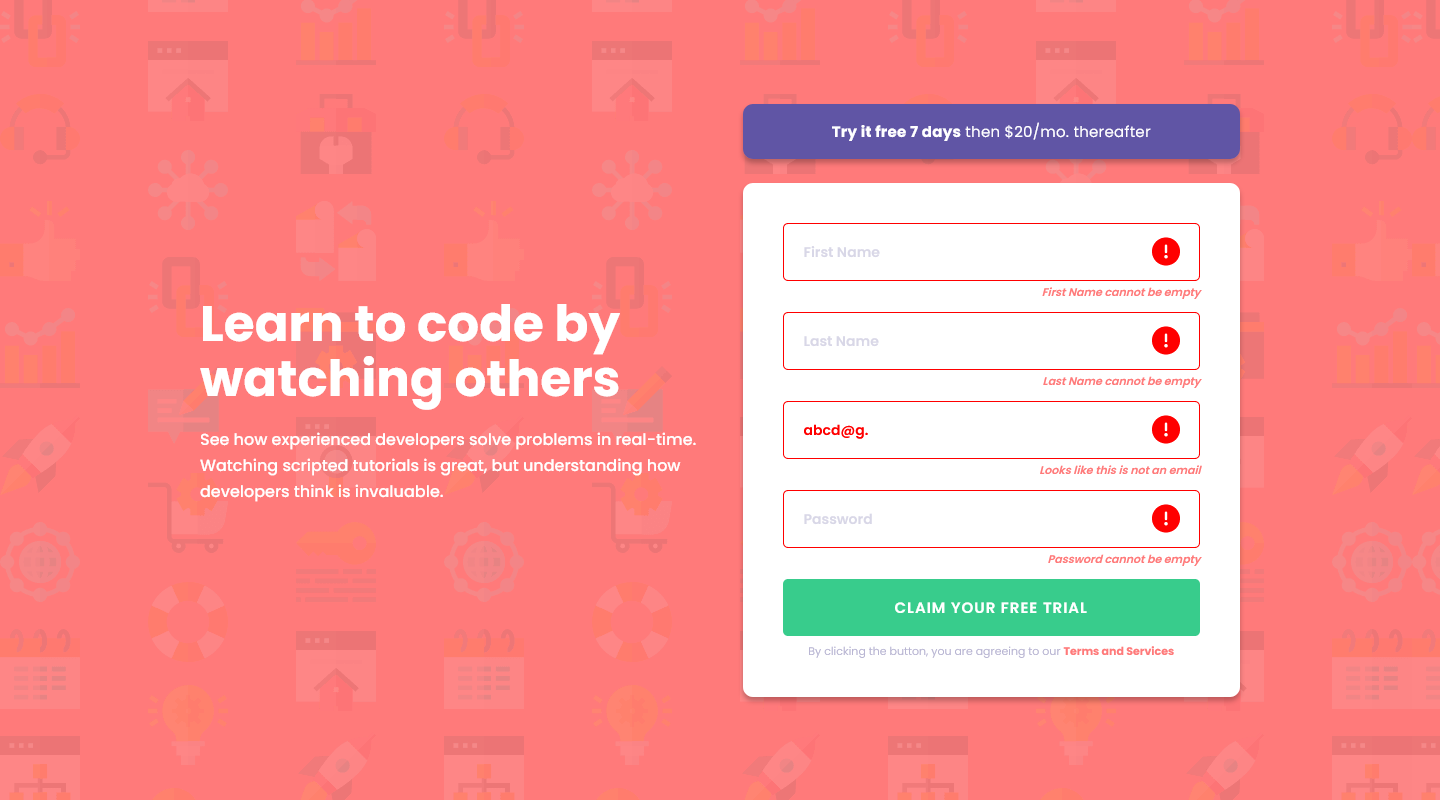 Learn to code by
watching others
See how experienced developers solve problems in real-time.
Watching scripted tutorials is great, but understanding how
developers think is invaluable.
Try it free 7 days then $20/mo. thereafter
First Name
First Name cannot be empty
Last Name
Last Name cannot be empty
abcd@g.
Looks like this is not an email
Password
Password cannot be empty
CLAIM YOUR FREE TRIAL
By clicking the button, you are agreeing to our Terms and Services